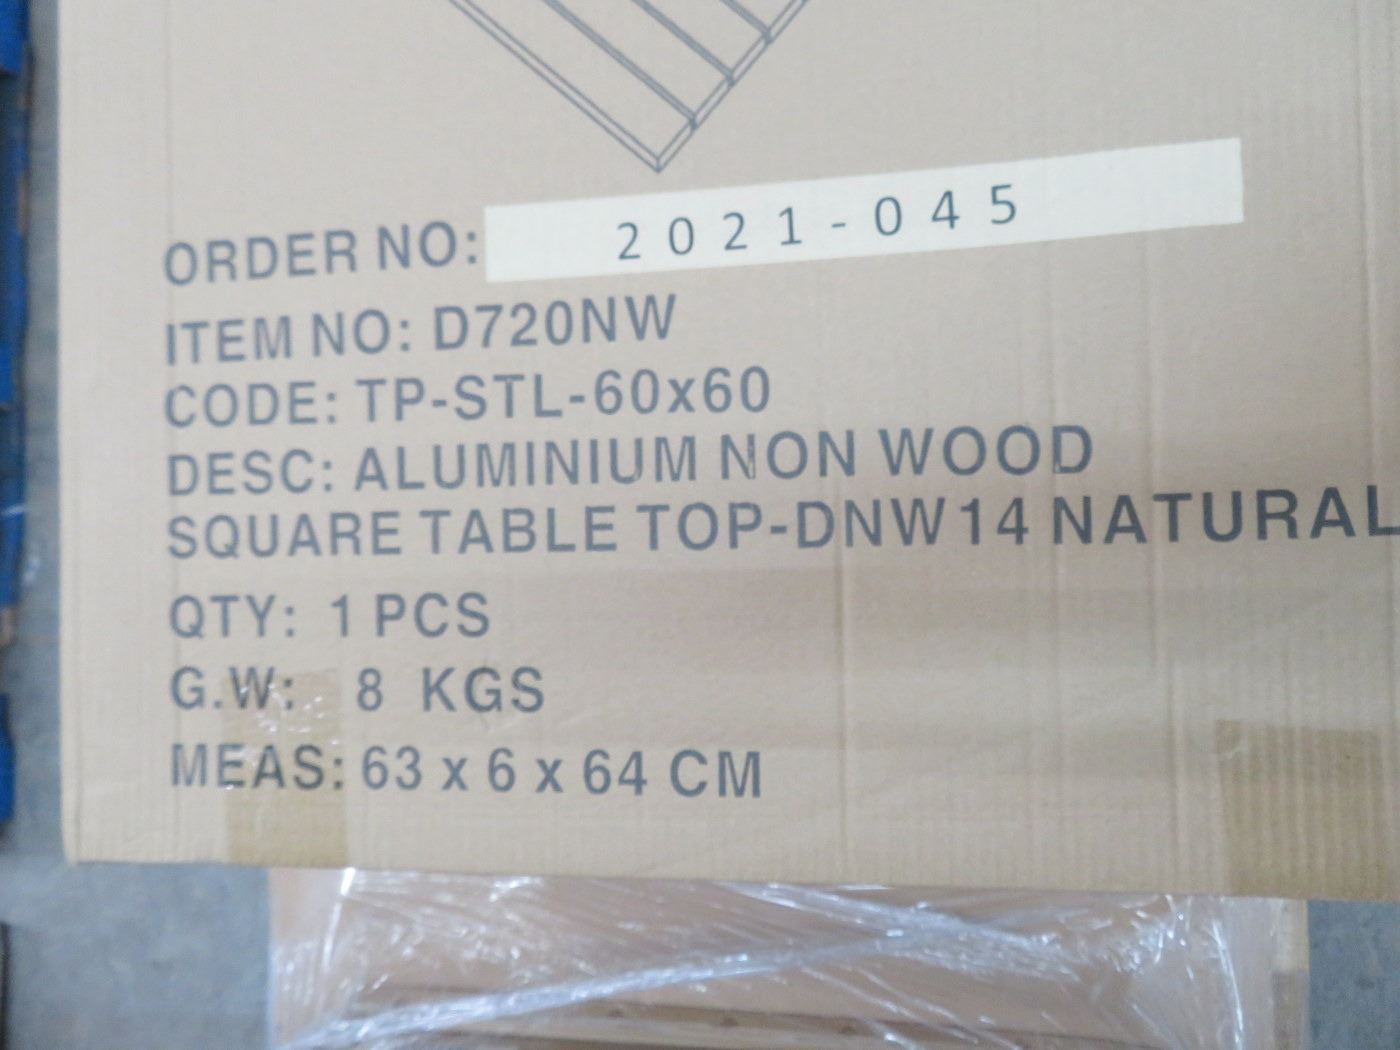 ORDER NO: 2021-045
ITEM NO: D720NW
CODE: TP-STL-60x60
DESC: ALUMINIUM NON WOOD
SQUARE TABLE TOP-DNW14 NATURAL
QTY: 1 PCS
G.W: 8 KGS
MEAS: 63 x 6 x 64 CM